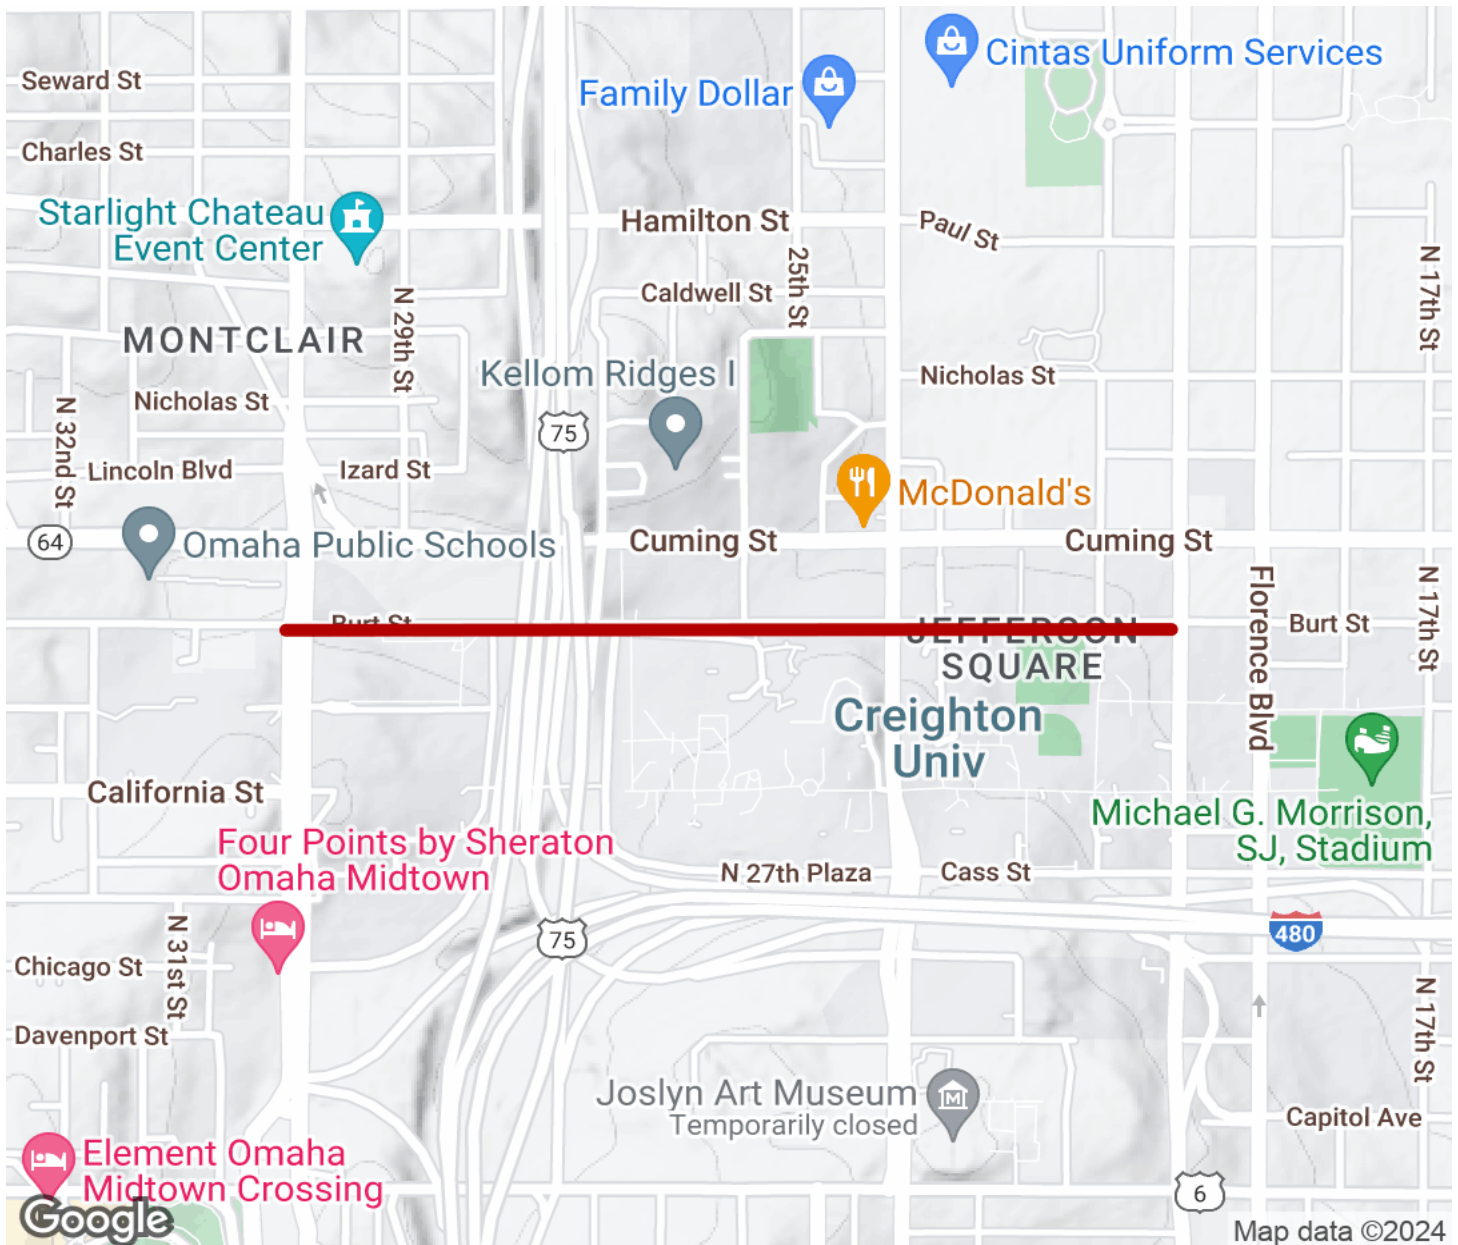 Seward St
Family Dollar
Cintas Uniform Services
Charles St
Starlight Chateau
Event Center
Hamilton St
Paul St
25th St
N 17th St
Caldwell St
N 29th St
MONTCLAIR
Kellom Ridges I
Nicholas St
Nicholas St
N 32nd St
75
Lincoln Blvd
Izard St
McDonald's
64
Omaha Public Schools
Cuming St
Cuming St
Burt St
JEFFERSON
SQUARE
Florence Blvd
Burt St
N 17th St
Creighton
Univ
California St
Michael G. Morrison,
SJ, Stadium
Four Points by Sheraton
Omaha Midtown
N 27th Plaza
Cass St
N 31st St
75
480
Chicago St
Davenport St
N 17th St
Joslyn Art Museum
Temporarily closed
M
Capitol Ave
Element Omaha
Midtown Crossing
6
Google
Map data ©2024